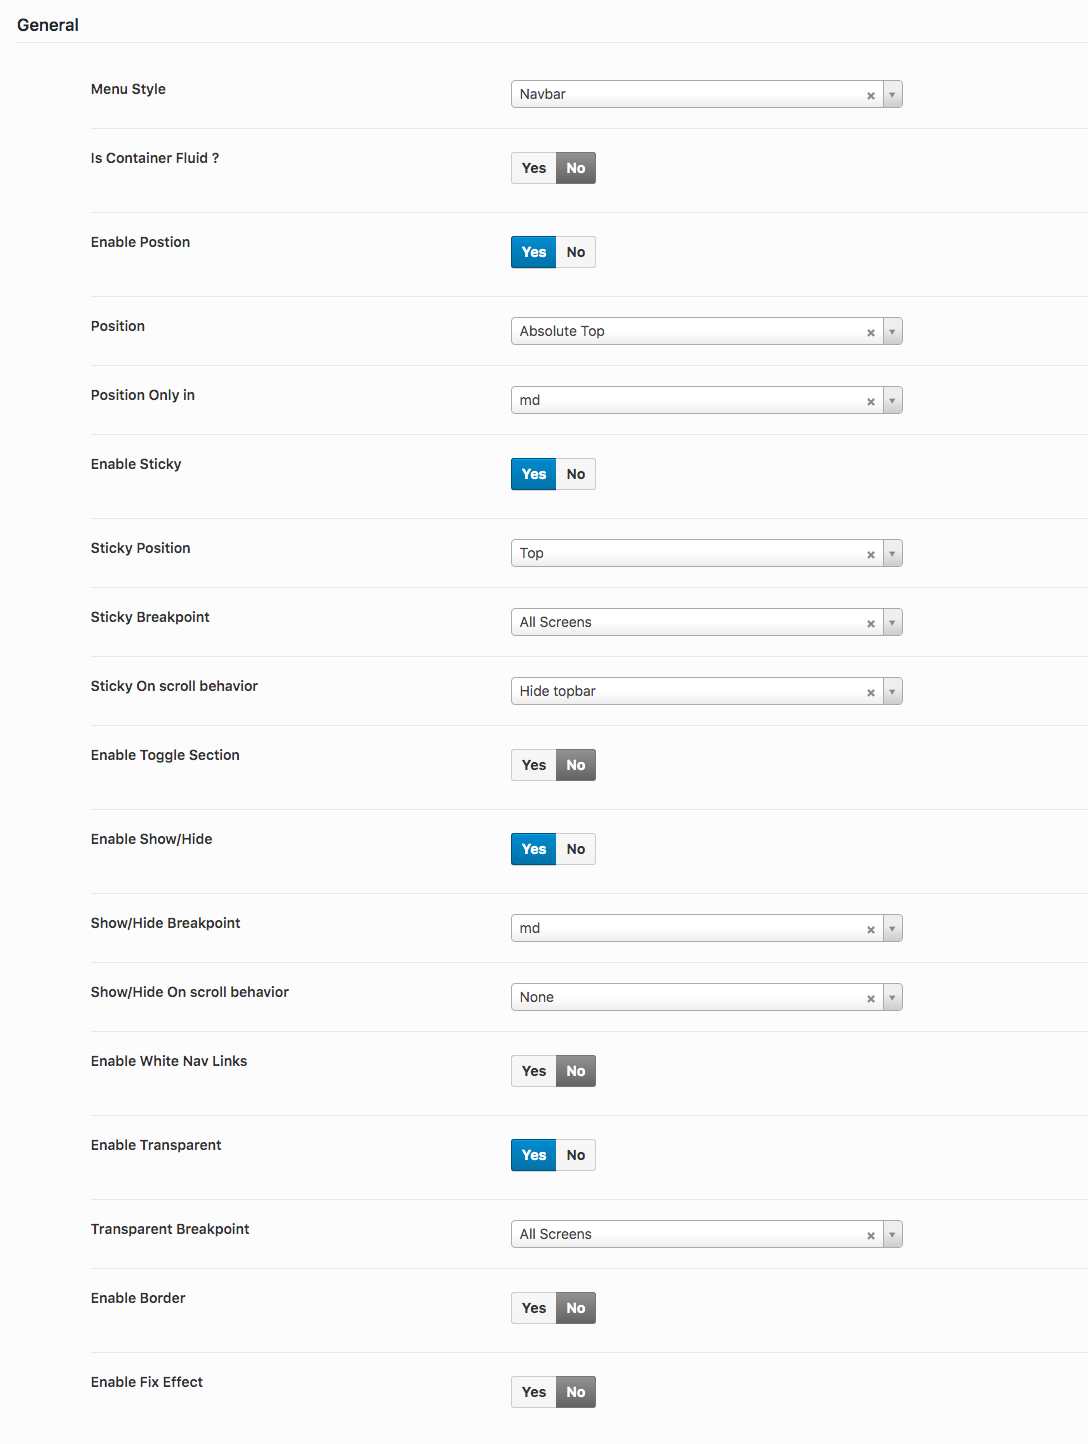 General
Menu Style
Navbar
Is Container Fluid ?
Yes No
Enable Postion
Yes No
Position
Absolute Top
Position Only in
md
Enable Sticky
Yes No
Sticky Position
Top
Sticky Breakpoint
All Screens
Sticky On scroll behavior
Hide topbar
Enable Toggle Section
Yes No
Enable Show/Hide
Yes No
Show/Hide Breakpoint
md
Show/Hide On scroll behavior
None
Enable White Nav Links
Yes No
Enable Transparent
Yes No
Transparent Breakpoint
All Screens
Enable Border
Yes No
Enable Fix Effect
Yes No